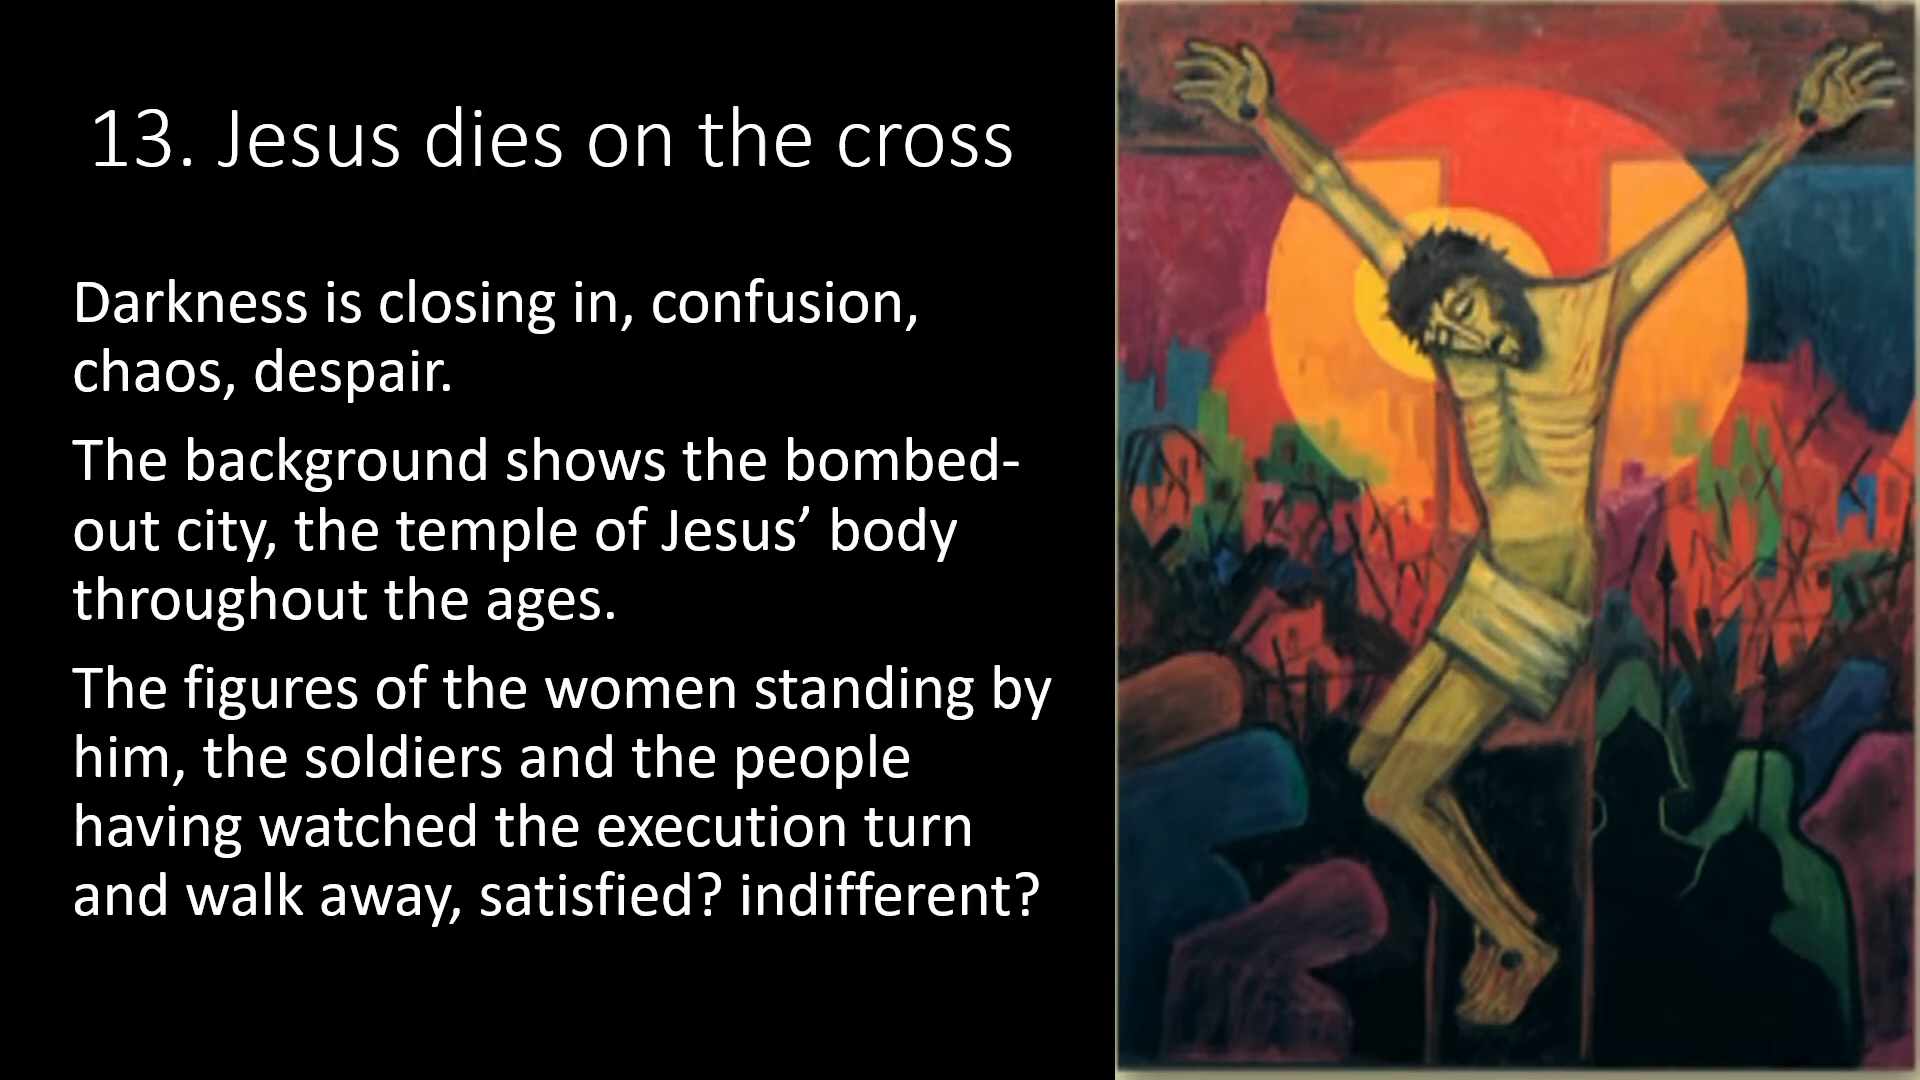 13. Jesus dies on the cross
Darkness is closing in, confusion,
chaos, despair.
The background shows the bombed-
out city, the temple of Jesus’ body
throughout the ages.
The figures of the women standing by
him, the soldiers and the people
having watched the execution turn
and walk away, satisfied? indifferent?